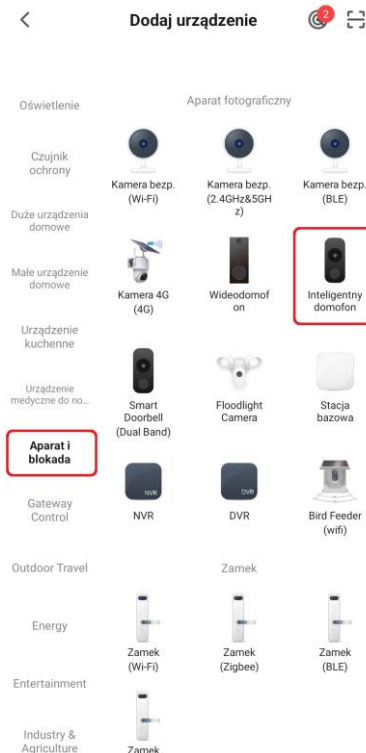 Dodaj urządzenie
2
Oświetlenie
Czujnik
ochrony
Duże urządzenia
domowe
Małe urządzenie
domowe
Urządzenie
kuchenne
Urządzenie
medyczne do no...
Aparat i
blokada
Gateway
Control
Outdoor Travel
Energy
Entertainment
Industry &
Agriculture
Aparat fotograficzny
Kamera bezp.
(Wi-Fi)
Kamera bezp.
(2.4GHz&5GH
z)
Kamera bezp.
(BLE)
Kamera 4G
(4G)
Wideodomof
on
Inteligentny
domofon
Smart
Doorbell
(Dual Band)
Floodlight
Camera
Stacja
bazowa
NVR
NVR
DVR
DVR
Bird Feeder
(wifi)
Zamek
Zamek
(Wi-Fi)
Zamek
(Zigbee)
Zamek
(BLE)
Zamek